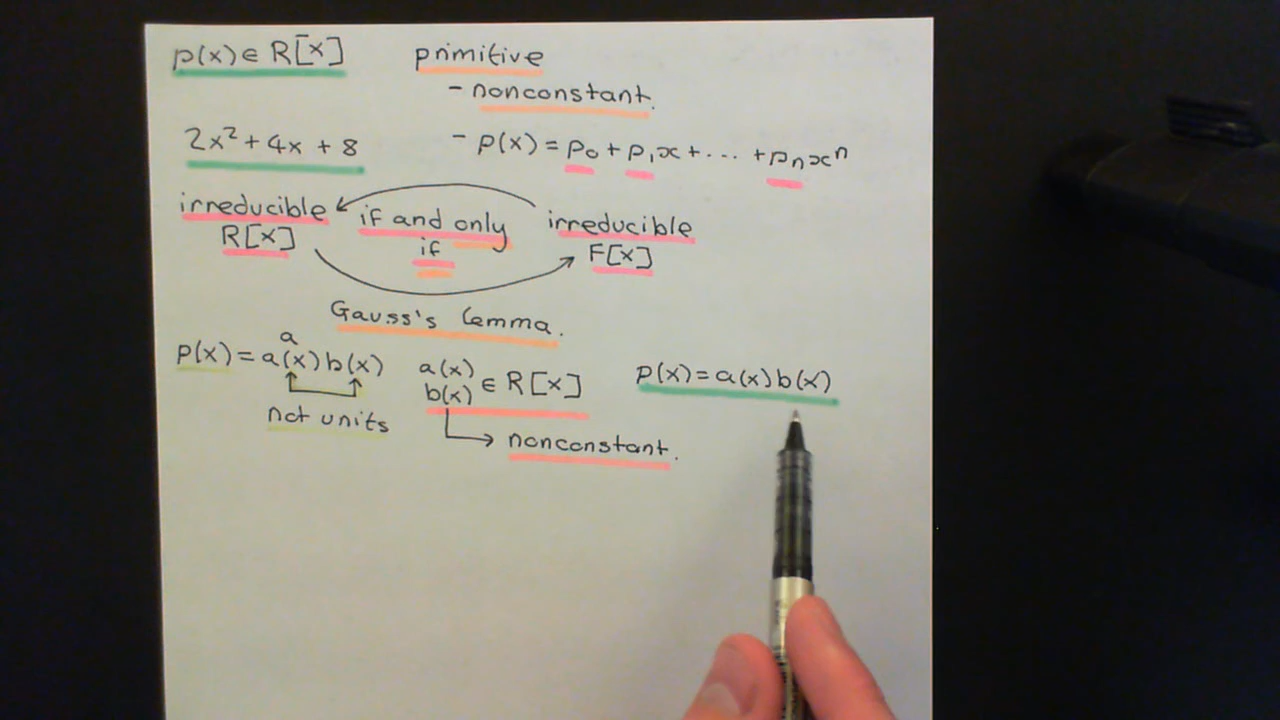 p(x) ∈ R[x] primitive
- nonconstant.
2x² + 4x + 8 - p(x) = p₀ + p₁x + ... + pₙxⁿ
irreducible if and only irreducible
R[x] if F[x]
Gauss's Lemma.
a
p(x) = a(x)b(x) a(x) ∈ R[x] p(x) = a(x)b(x)
b(x)
not units nonconstant.